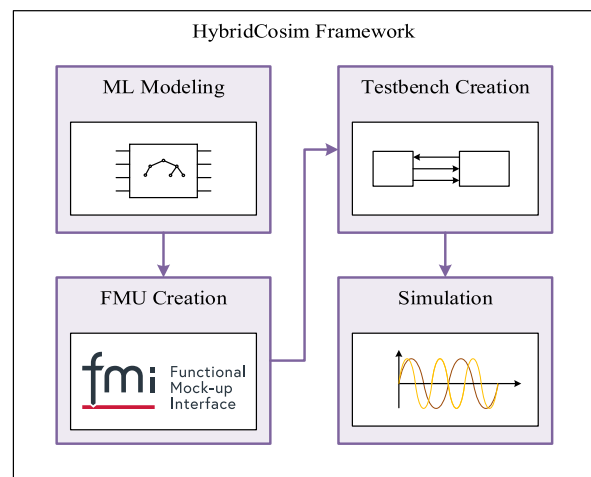 HybridCosim Framework
ML Modeling
Testbench Creation
FMU Creation
fmi Functional
Mock-up
Interface
Simulation